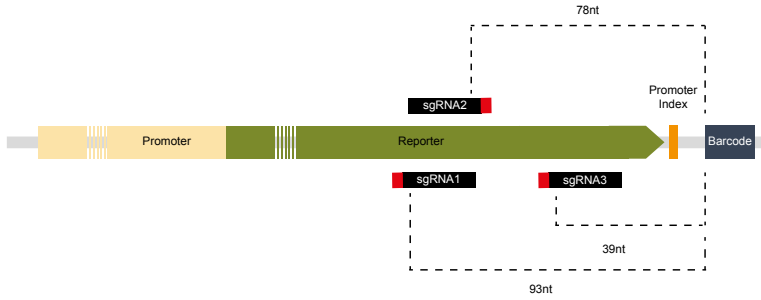 78nt
Promoter
Index
sgRNA2
Promoter
Reporter
Barcode
sgRNA1
sgRNA3
39nt
93nt